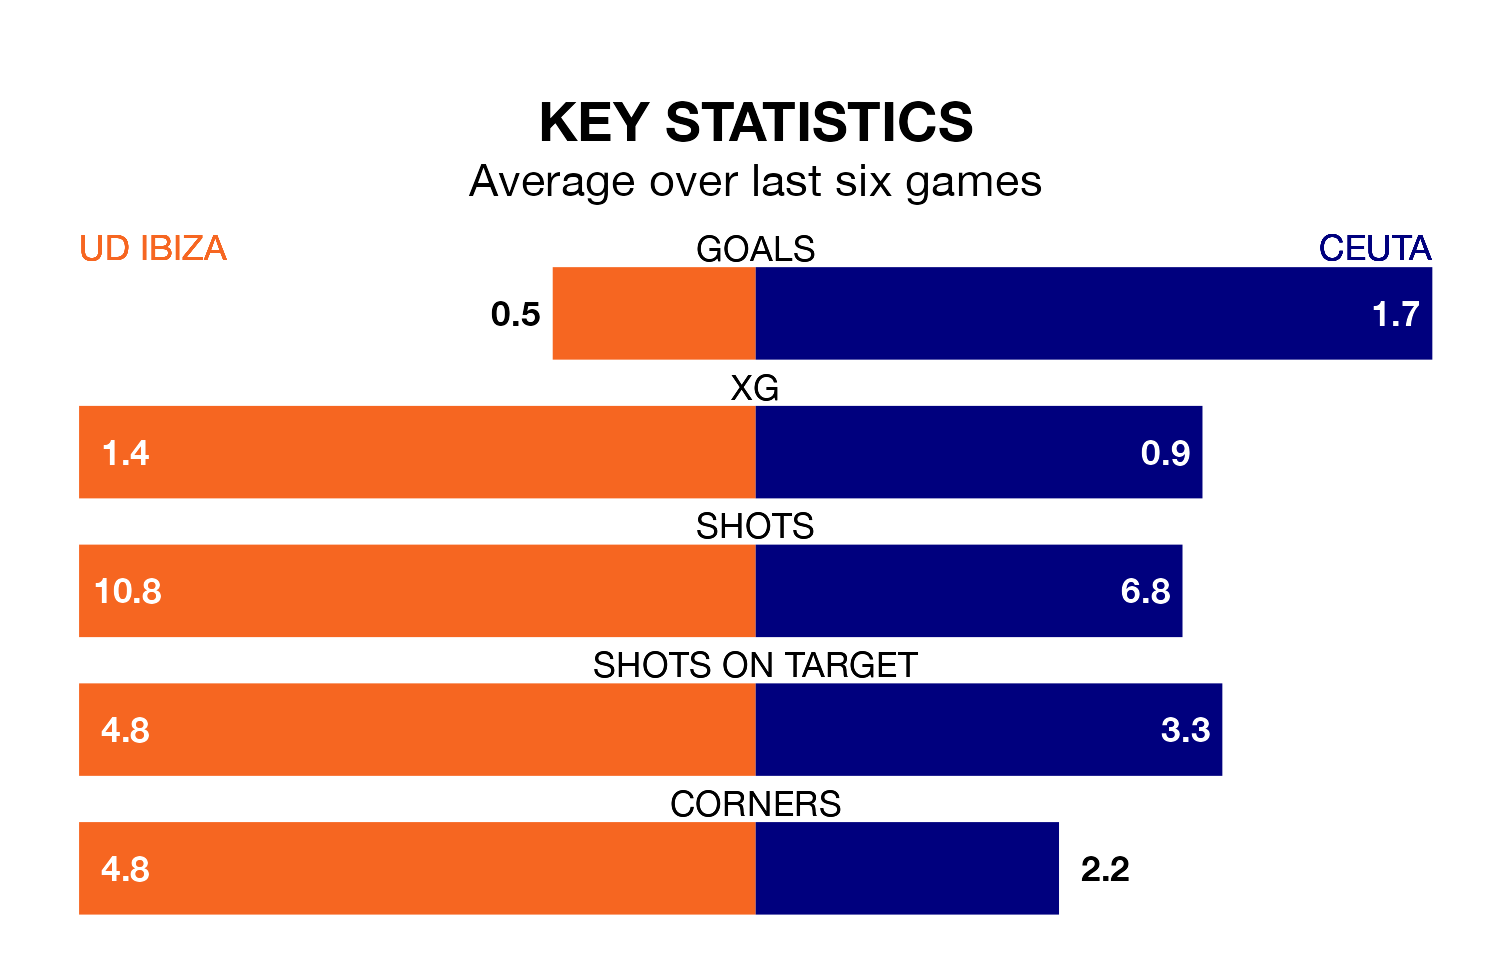 KEY STATISTICS
Average over last six games
UD IBIZA GOALS CEUTA
0.5 1.7
XG
1.4 0.9
SHOTS
10.8 6.8
SHOTS ON TARGET
4.8 3.3
CORNERS
4.8 2.2